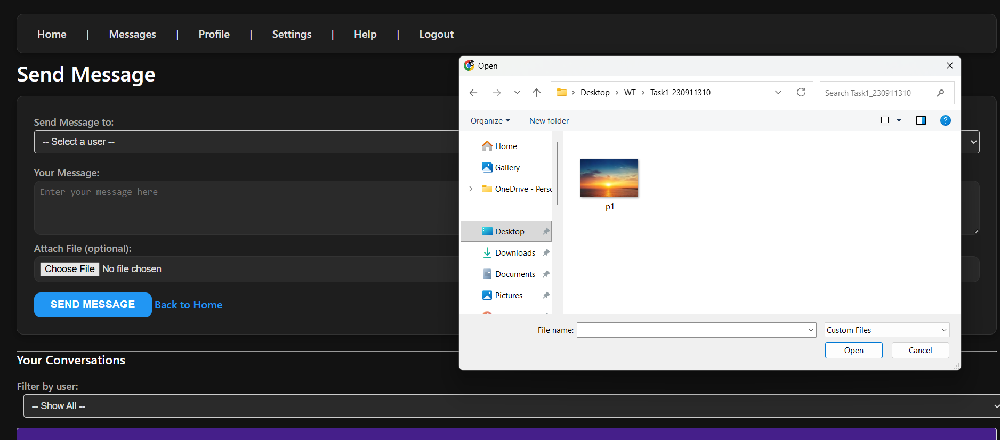 Home | Messages | Profile | Settings | Help | Logout
Send Message
Send Message to:
-- Select a user --
Your Message:
Enter your message here
Attach File (optional):
Choose File No file chosen
SEND MESSAGE Back to Home
Your Conversations
Filter by user:
-- Show All --
Open
Desktop > WT > Task1_230911310
Search Task1_230911310
Organize New folder
Home
Gallery
OneDrive - Perso
Desktop
Downloads
Documents
Pictures
p1
File name:
Custom Files
Open Cancel